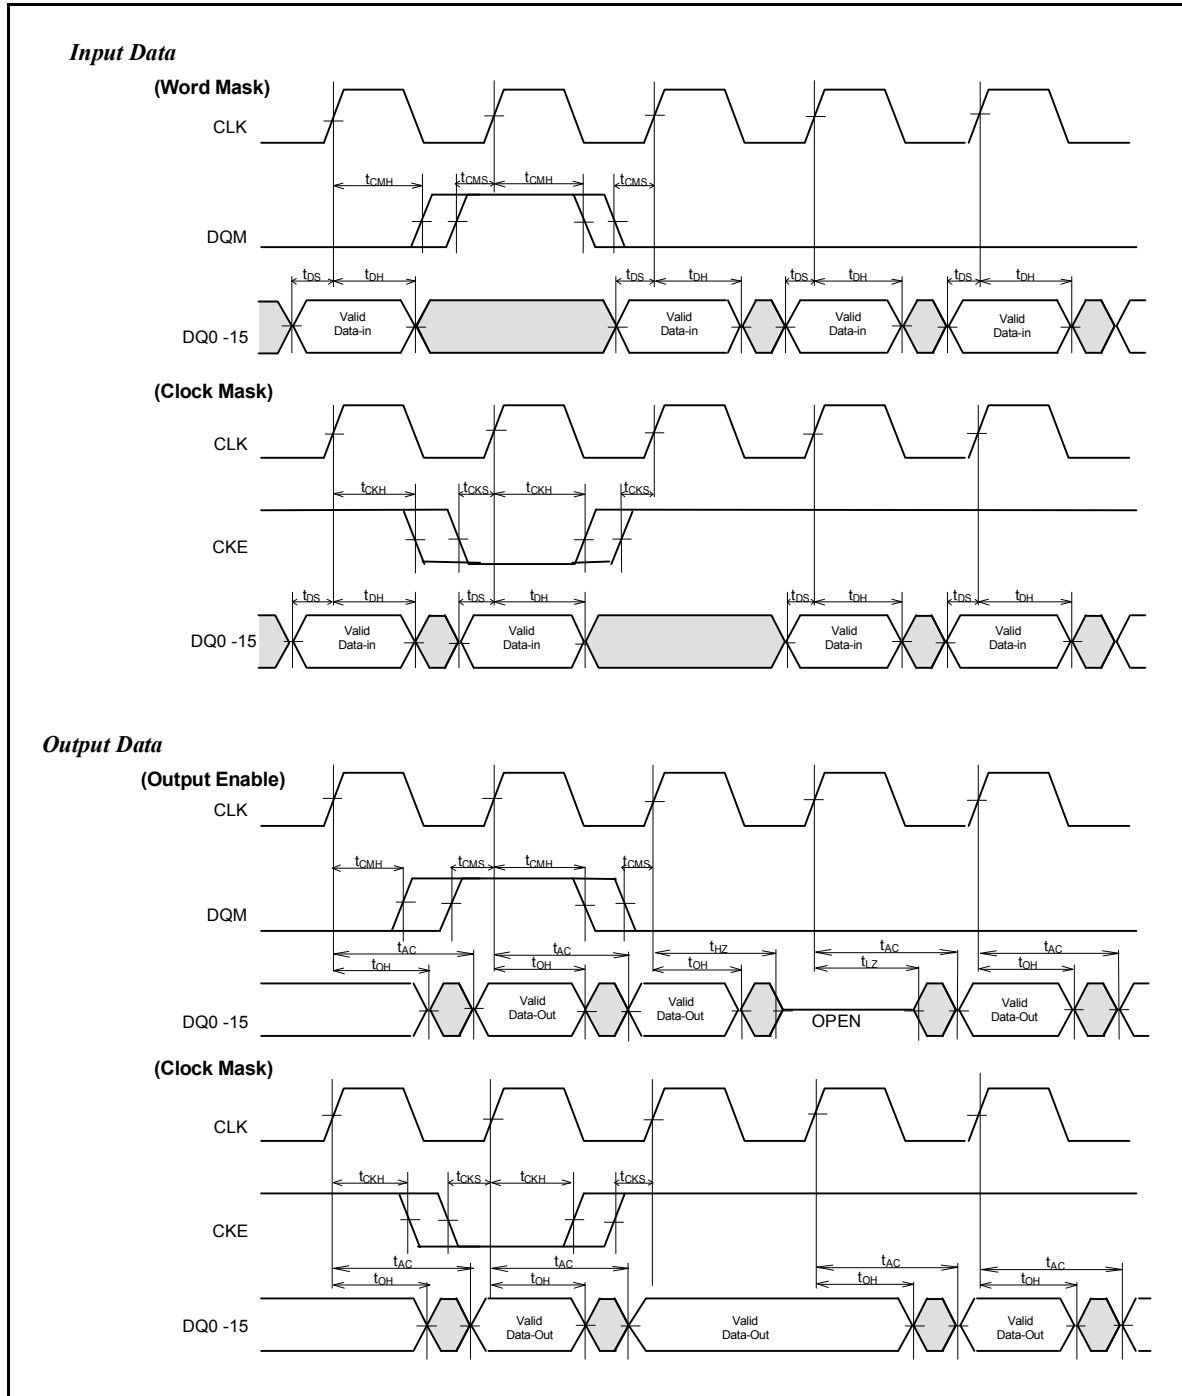 Input Data
(Word Mask)
CLK
tCMH tCMS tCMH tCMS
DQM
tDS tDH tDS tDH tDS tDH tDS tDH
DQ0 -15
Valid Data-in
Valid Data-in
Valid Data-in
Valid Data-in
(Clock Mask)
CLK
tCKH tCKS tCKH tCKS
CKE
tDS tDH tDS tDH tDS tDH tDS tDH
DQ0 -15
Valid Data-in
Valid Data-in
Valid Data-in
Valid Data-in
Output Data
(Output Enable)
CLK
tCMH tCMS tCMH tCMS
DQM
tAC tAC tHZ tAC tAC
tOH tOH tOH tLZ tOH
DQ0 -15
Valid Data-Out
Valid Data-Out
OPEN
Valid Data-Out
(Clock Mask)
CLK
tCKH tCKS tCKH tCKS
CKE
tAC tAC tAC tAC
tOH tOH tOH tOH
DQ0 -15
Valid Data-Out
Valid Data-Out
Valid Data-Out